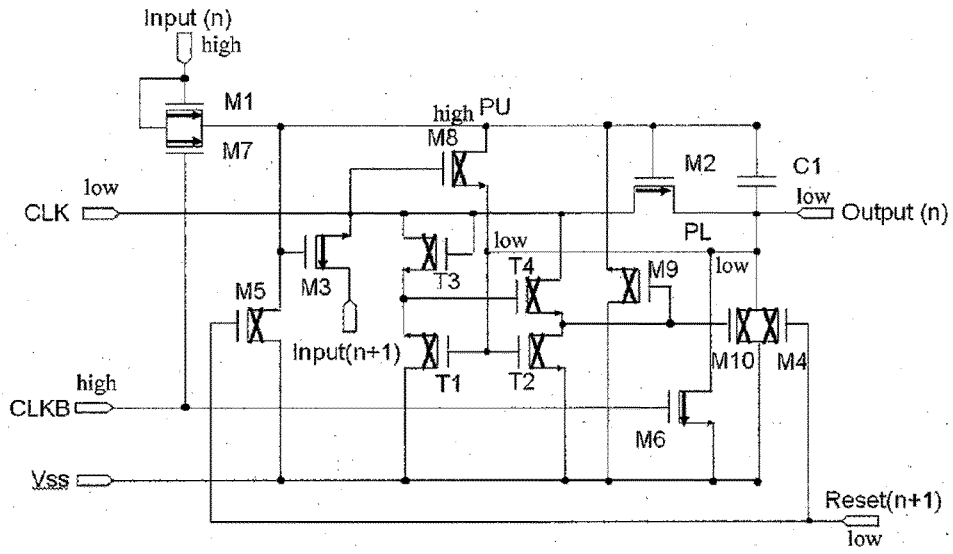 Input (n)
high
M1
M7
high
PU
M8
M2
C1
low
CLK
low
Output (n)
PL
low
low
M3
T3
T4
M9
M5
Input(n+1)
T1
T2
M10
M4
high
CLKB
M6
Vss
Reset(n+1)
low